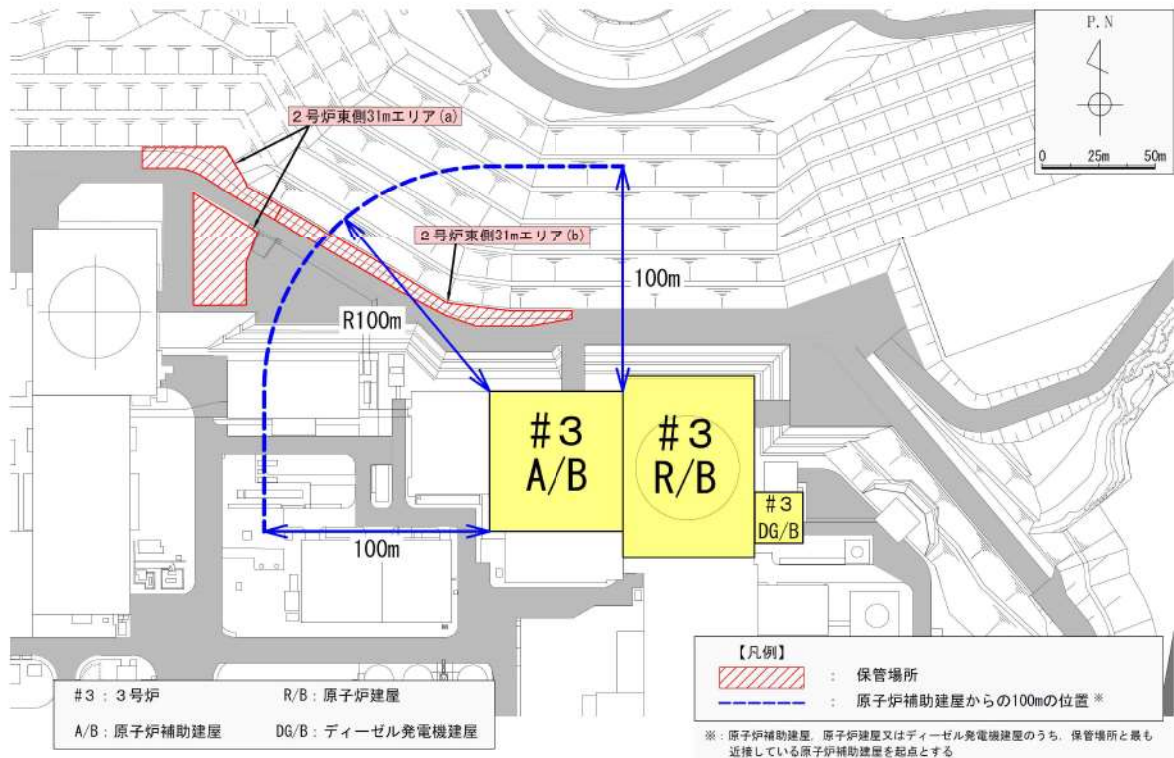 P.N
0 25m 50m
2号炉東側31mエリア(a)
2号炉東側31mエリア(b)
100m
R100m
#3
A/B
#3
R/B
#3
DG/B
100m
【凡例】
: 保管場所
: 原子炉補助建屋からの100mの位置※
#3:3号炉 R/B:原子炉建屋
A/B:原子炉補助建屋 DG/B:ディーゼル発電機建屋
※:原子炉補助建屋,原子炉建屋又はディーゼル発電機建屋のうち,保管場所と最も
近接している原子炉補助建屋を起点とする